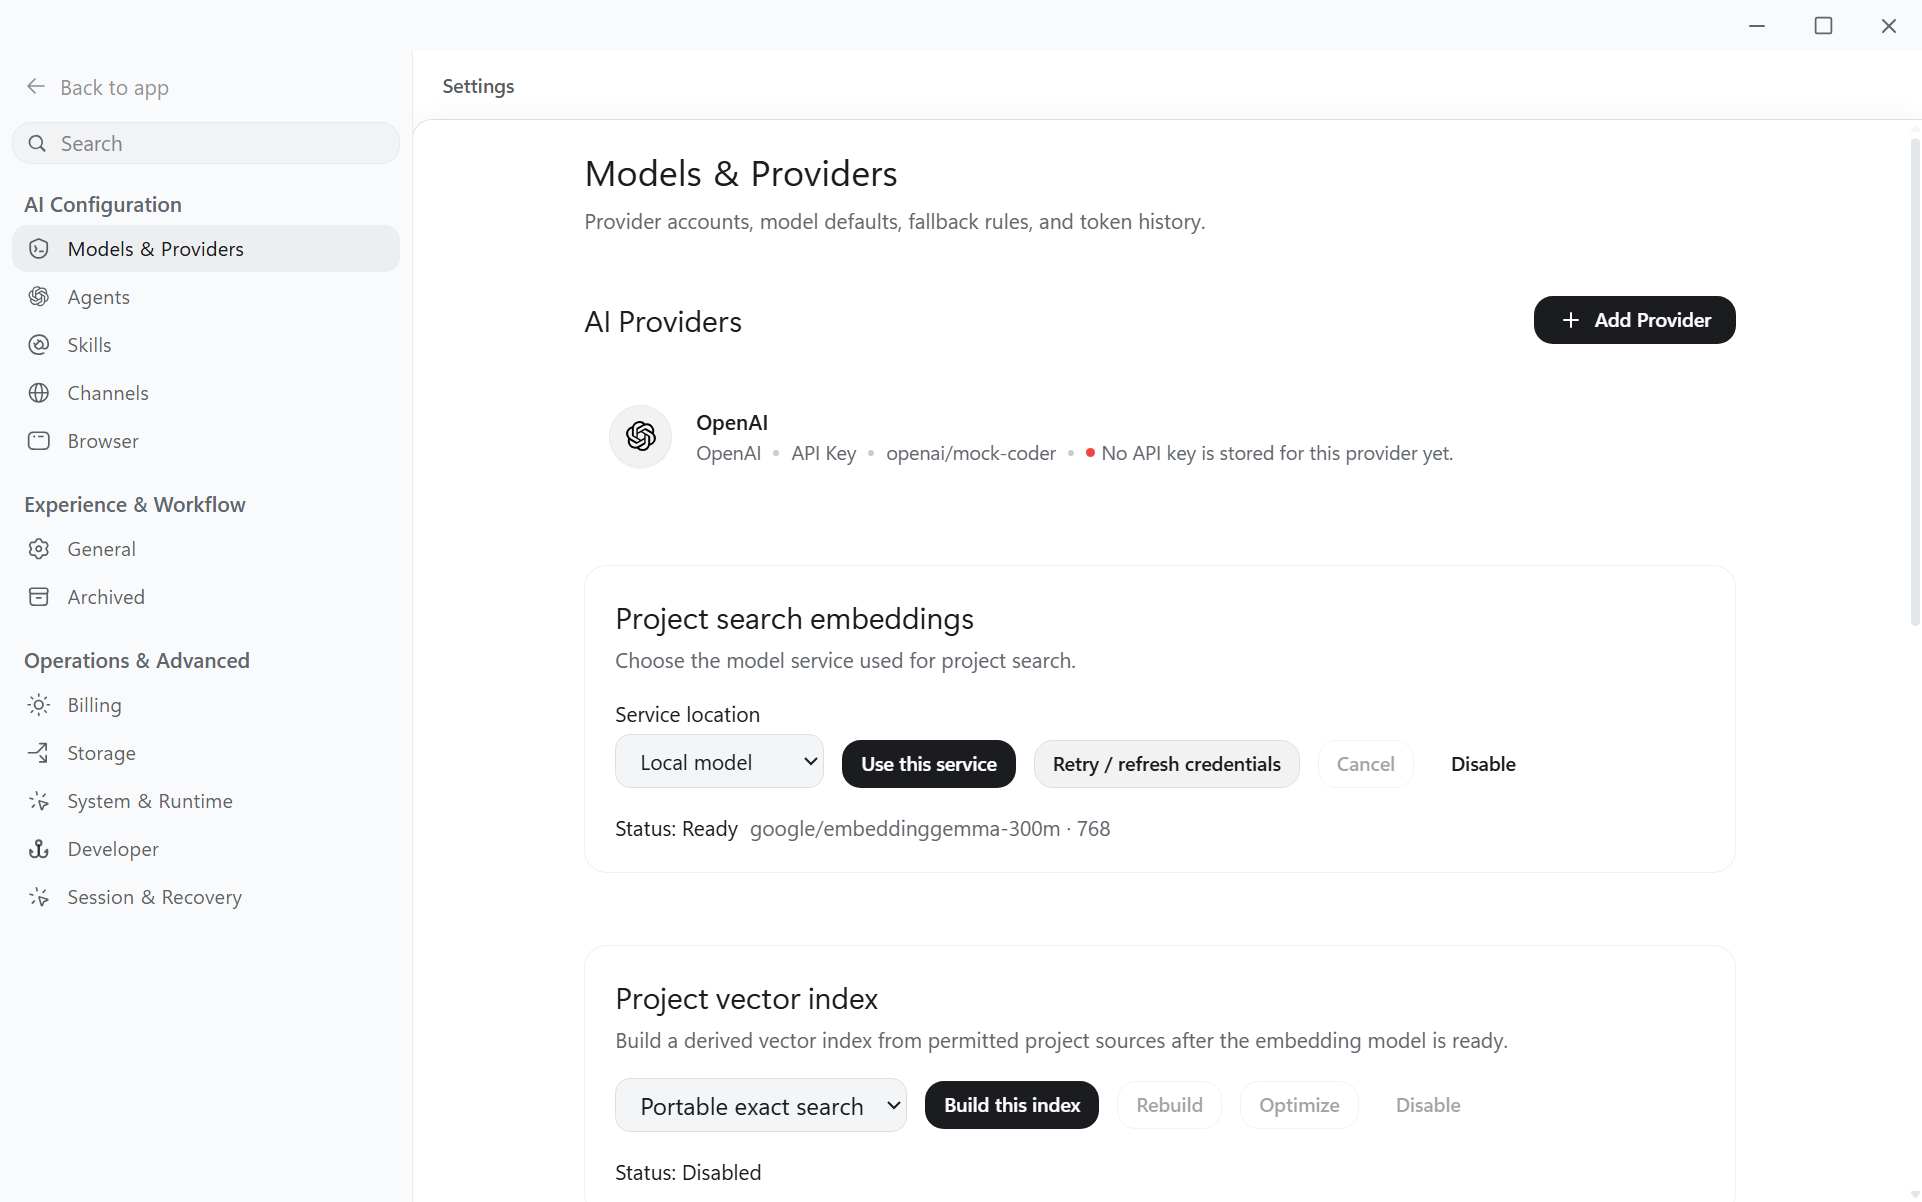 Back to app
Search
AI Configuration
Models & Providers
Agents
Skills
Channels
Browser
Experience & Workflow
General
Archived
Operations & Advanced
Billing
Storage
System & Runtime
Developer
Session & Recovery
Settings
Models & Providers
Provider accounts, model defaults, fallback rules, and token history.
AI Providers
Add Provider
OpenAI
OpenAI • API Key • openai/mock-coder • No API key is stored for this provider yet.
Project search embeddings
Choose the model service used for project search.
Service location
Local model Use this service Retry / refresh credentials Cancel Disable
Status: Ready google/embeddinggemma-300m · 768
Project vector index
Build a derived vector index from permitted project sources after the embedding model is ready.
Portable exact search Build this index Rebuild Optimize Disable
Status: Disabled